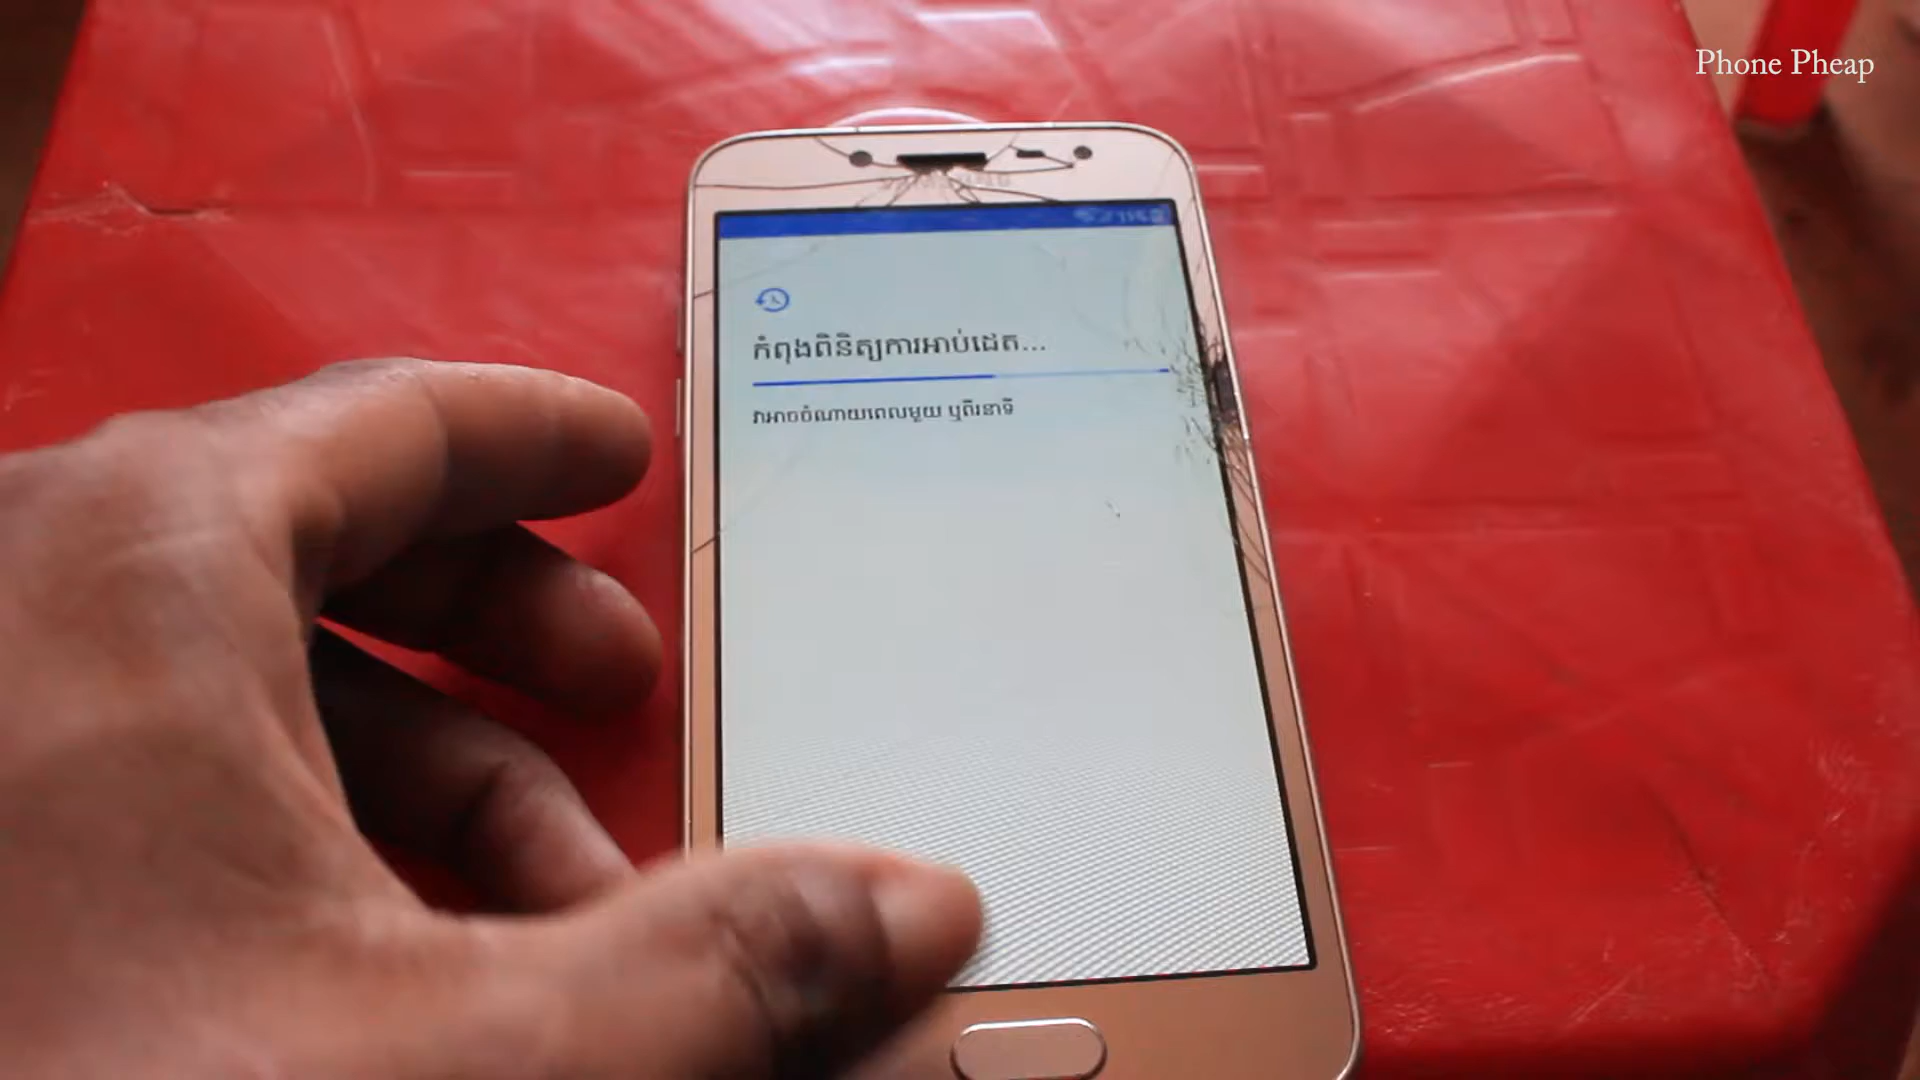 Phone Pheap
SAMSUNG
កំពុងពិនិត្យការអាប់ដេត...
វាអាចចំណាយពេលមួយ ឬពីរនាទី